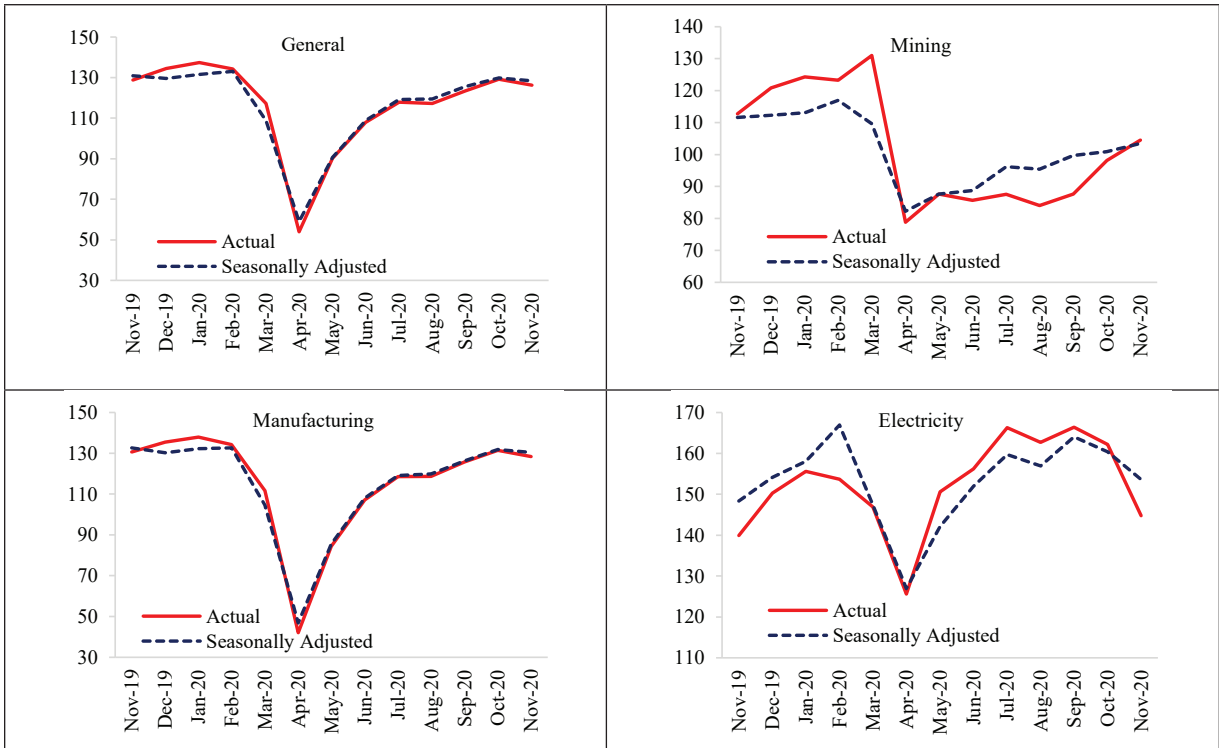 General
150
130
110
90
70
50
30
Actual
Seasonally Adjusted
Nov-19
Dec-19
Jan-20
Feb-20
Mar-20
Apr-20
May-20
Jun-20
Jul-20
Aug-20
Sep-20
Oct-20
Nov-20
Mining
140
130
120
110
100
90
80
70
60
Actual
Seasonally Adjusted
Nov-19
Dec-19
Jan-20
Feb-20
Mar-20
Apr-20
May-20
Jun-20
Jul-20
Aug-20
Sep-20
Oct-20
Nov-20
Manufacturing
150
130
110
90
70
50
30
Actual
Seasonally Adjusted
Nov-19
Dec-19
Jan-20
Feb-20
Mar-20
Apr-20
May-20
Jun-20
Jul-20
Aug-20
Sep-20
Oct-20
Nov-20
Electricity
170
160
150
140
130
120
110
Actual
Seasonally Adjusted
Nov-19
Dec-19
Jan-20
Feb-20
Mar-20
Apr-20
May-20
Jun-20
Jul-20
Aug-20
Sep-20
Oct-20
Nov-20